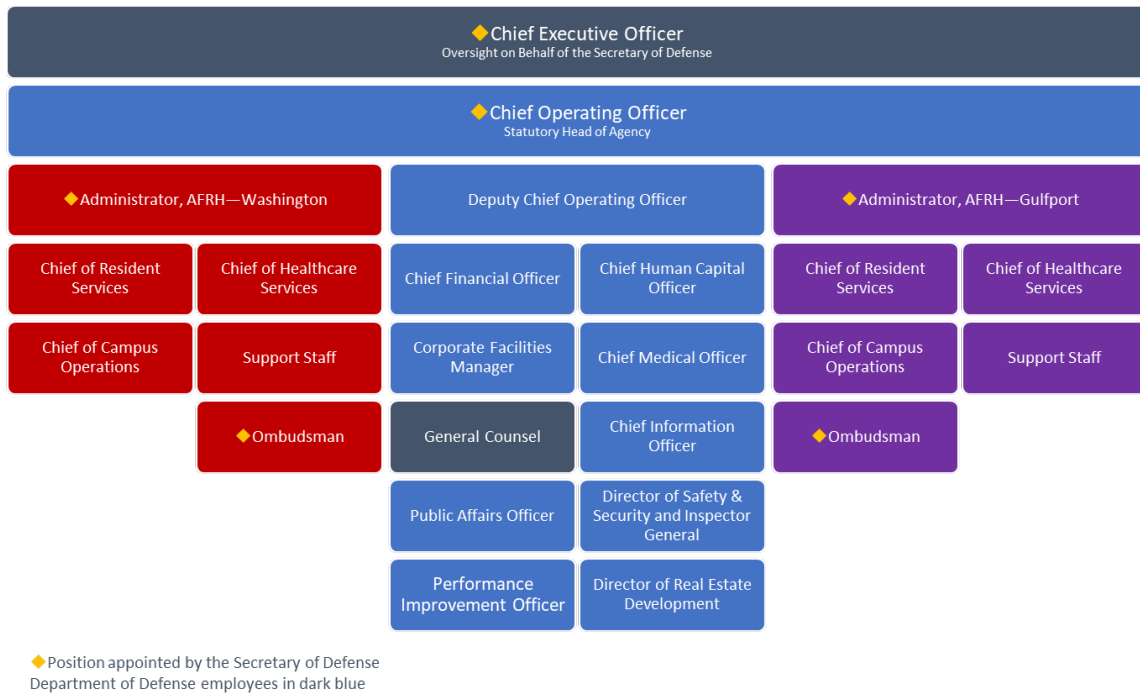 ◆Chief Executive Officer
Oversight on Behalf of the Secretary of Defense
◆Chief Operating Officer
Statutory Head of Agency
◆Administrator, AFRH—Washington
Deputy Chief Operating Officer
◆Administrator, AFRH—Gulfport
Chief of Resident
Services
Chief of Healthcare
Services
Chief Financial Officer
Chief Human Capital
Officer
Chief of Resident
Services
Chief of Healthcare
Services
Chief of Campus
Operations
Support Staff
Corporate Facilities
Manager
Chief Medical Officer
Chief of Campus
Operations
Support Staff
◆Ombudsman
General Counsel
Chief Information
Officer
◆Ombudsman
Public Affairs Officer
Director of Safety &
Security and Inspector
General
Performance
Improvement Officer
Director of Real Estate
Development
◆Position appointed by the Secretary of Defense
Department of Defense employees in dark blue